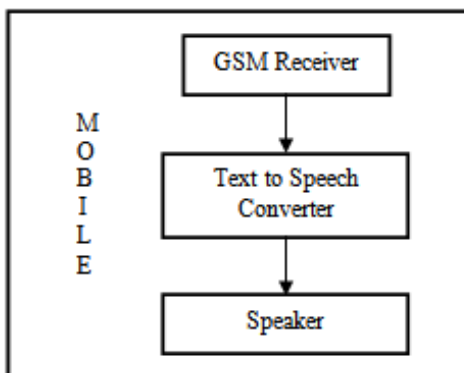 GSM Receiver
M
O
B
I
L
E
Text to Speech
Converter
Speaker